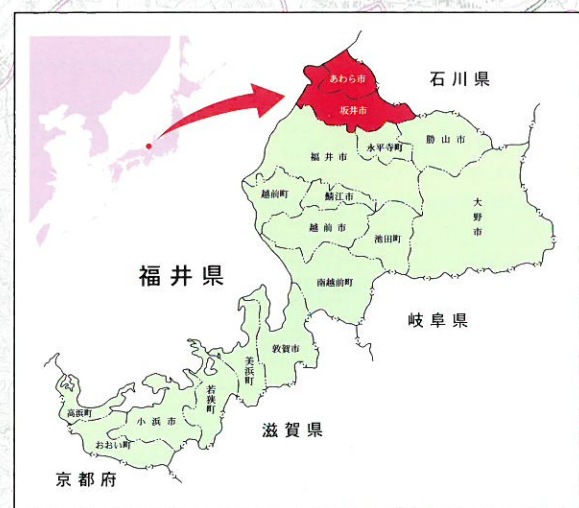 あわら市
石川県
坂井市
福井市
永平寺町
勝山市
越前町
鯖江市
大野市
越前市
池田町
福井県
南越前町
岐阜県
敦賀市
美浜町
若狭町
高浜町
小浜市
おおい町
滋賀県
京都府